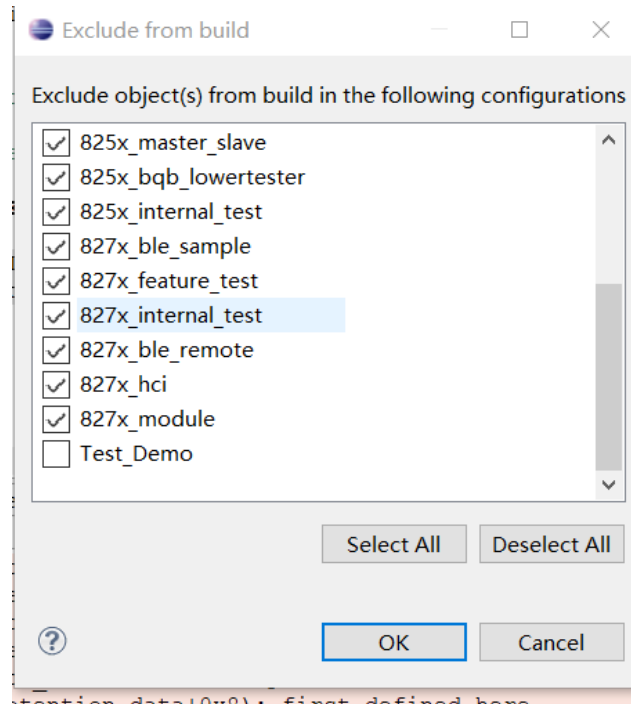 Exclude from build
Exclude object(s) from build in the following configurations
825x_master_slave
825x_bqb_lowertester
825x_internal_test
827x_ble_sample
827x_feature_test
827x_internal_test
827x_ble_remote
827x_hci
827x_module
Test_Demo
Select All
Deselect All
?
OK
Cancel
first defined here